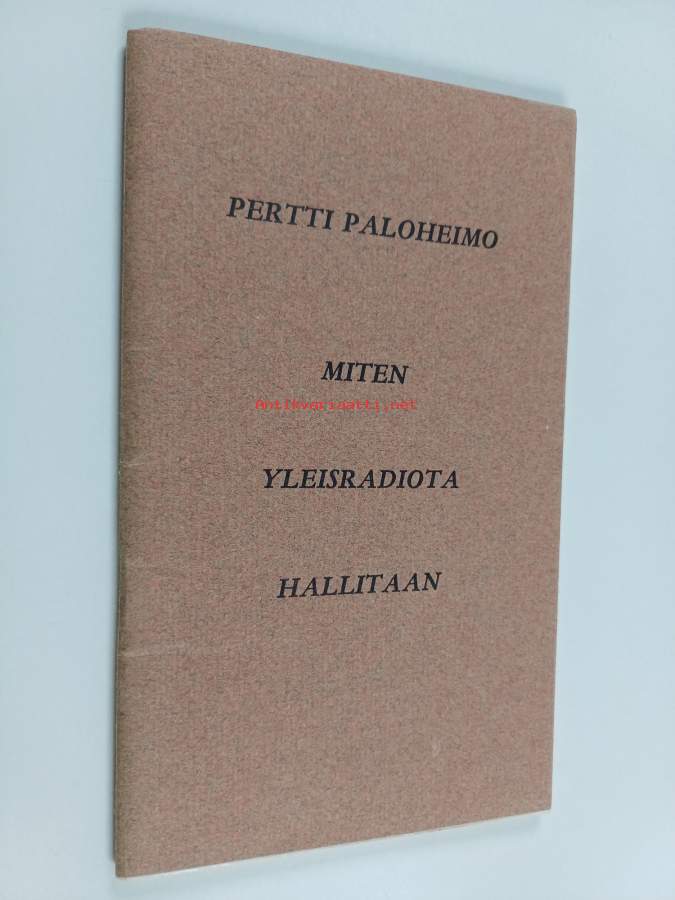 PERTTI PALOHEIMO
MITEN
Antikvariaatti.net
YLEISRADIOTA
HALLITAAN